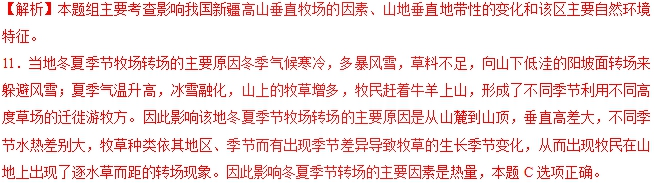 【解析】本题组主要考查影响我国新疆高山垂直牧场的因素、山地垂直地带性的变化和该区主要自然环境
特征。
11．当地冬夏季节牧场转场的主要原因冬季气候寒冷，多暴风雪，草料不足，向山下低洼的阳坡面转场来
躲避风雪；夏季气温升高，冰雪融化，山上的牧草增多，牧民赶着牛羊上山，形成了不同季节利用不同高
度草场的迁徙游牧方。因此影响该地冬夏季节牧场转场的主要原因是从山麓到山顶，垂直高差大，不同季
节水热差别大，牧草种类依其地区、季节而有出现季节差异导致牧草的生长季节变化，从而出现牧民在山
地上出现了逐水草而距的转场现象。因此影响冬夏季节转场的主要因素是热量，本题 C 选项正确。